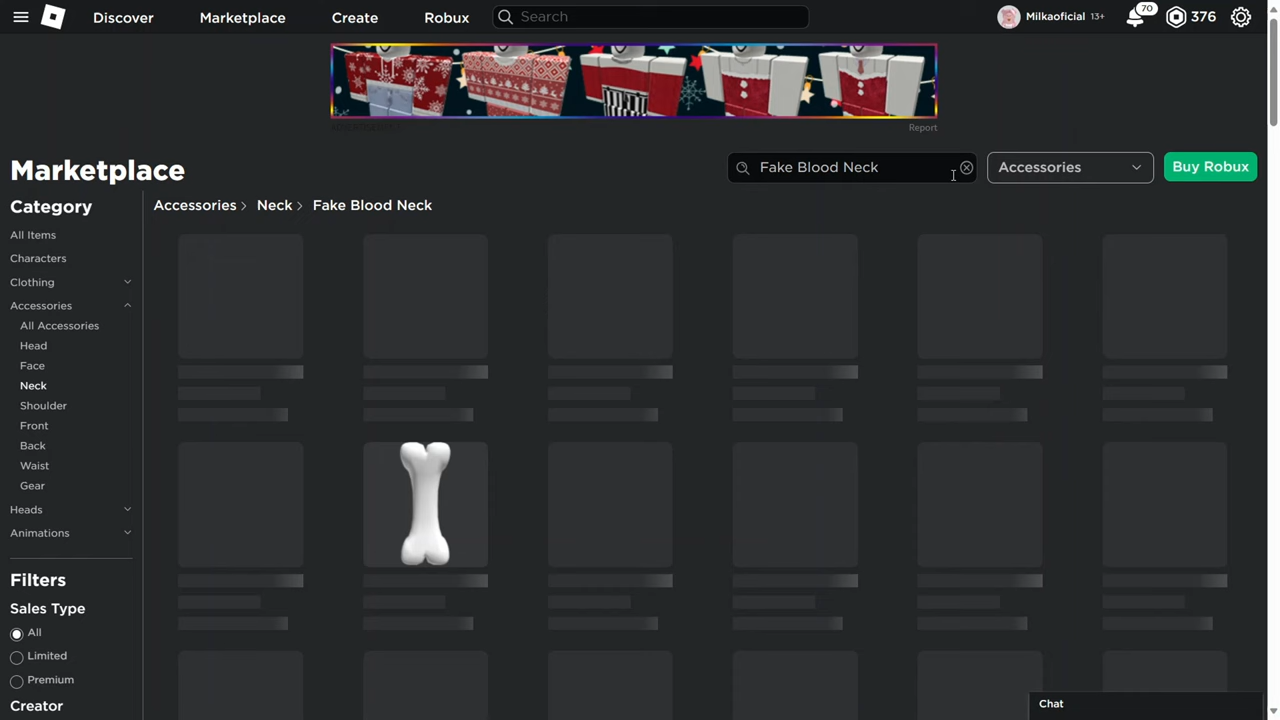 Discover
Marketplace
Create
Robux
Search
Milkaoficial 13+
70
376
Report
Marketplace
Fake Blood Neck
Accessories
Buy Robux
Category
Accessories > Neck > Fake Blood Neck
All Items
Characters
Clothing
Accessories
All Accessories
Head
Face
Neck
Shoulder
Front
Back
Waist
Gear
Heads
Animations
Filters
Sales Type
All
Limited
Premium
Creator
Chat